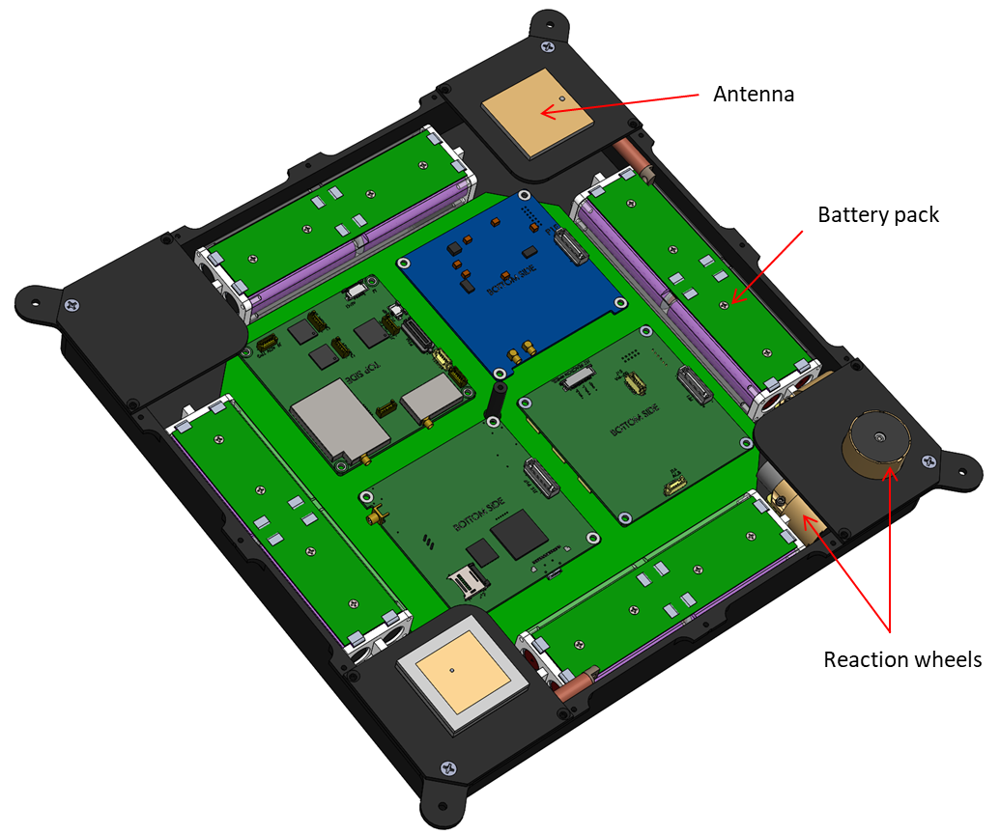 Antenna
Battery pack
BOTTOM SIDE
TOP SIDE
BOTTOM SIDE
BOTTOM SIDE
Reaction wheels